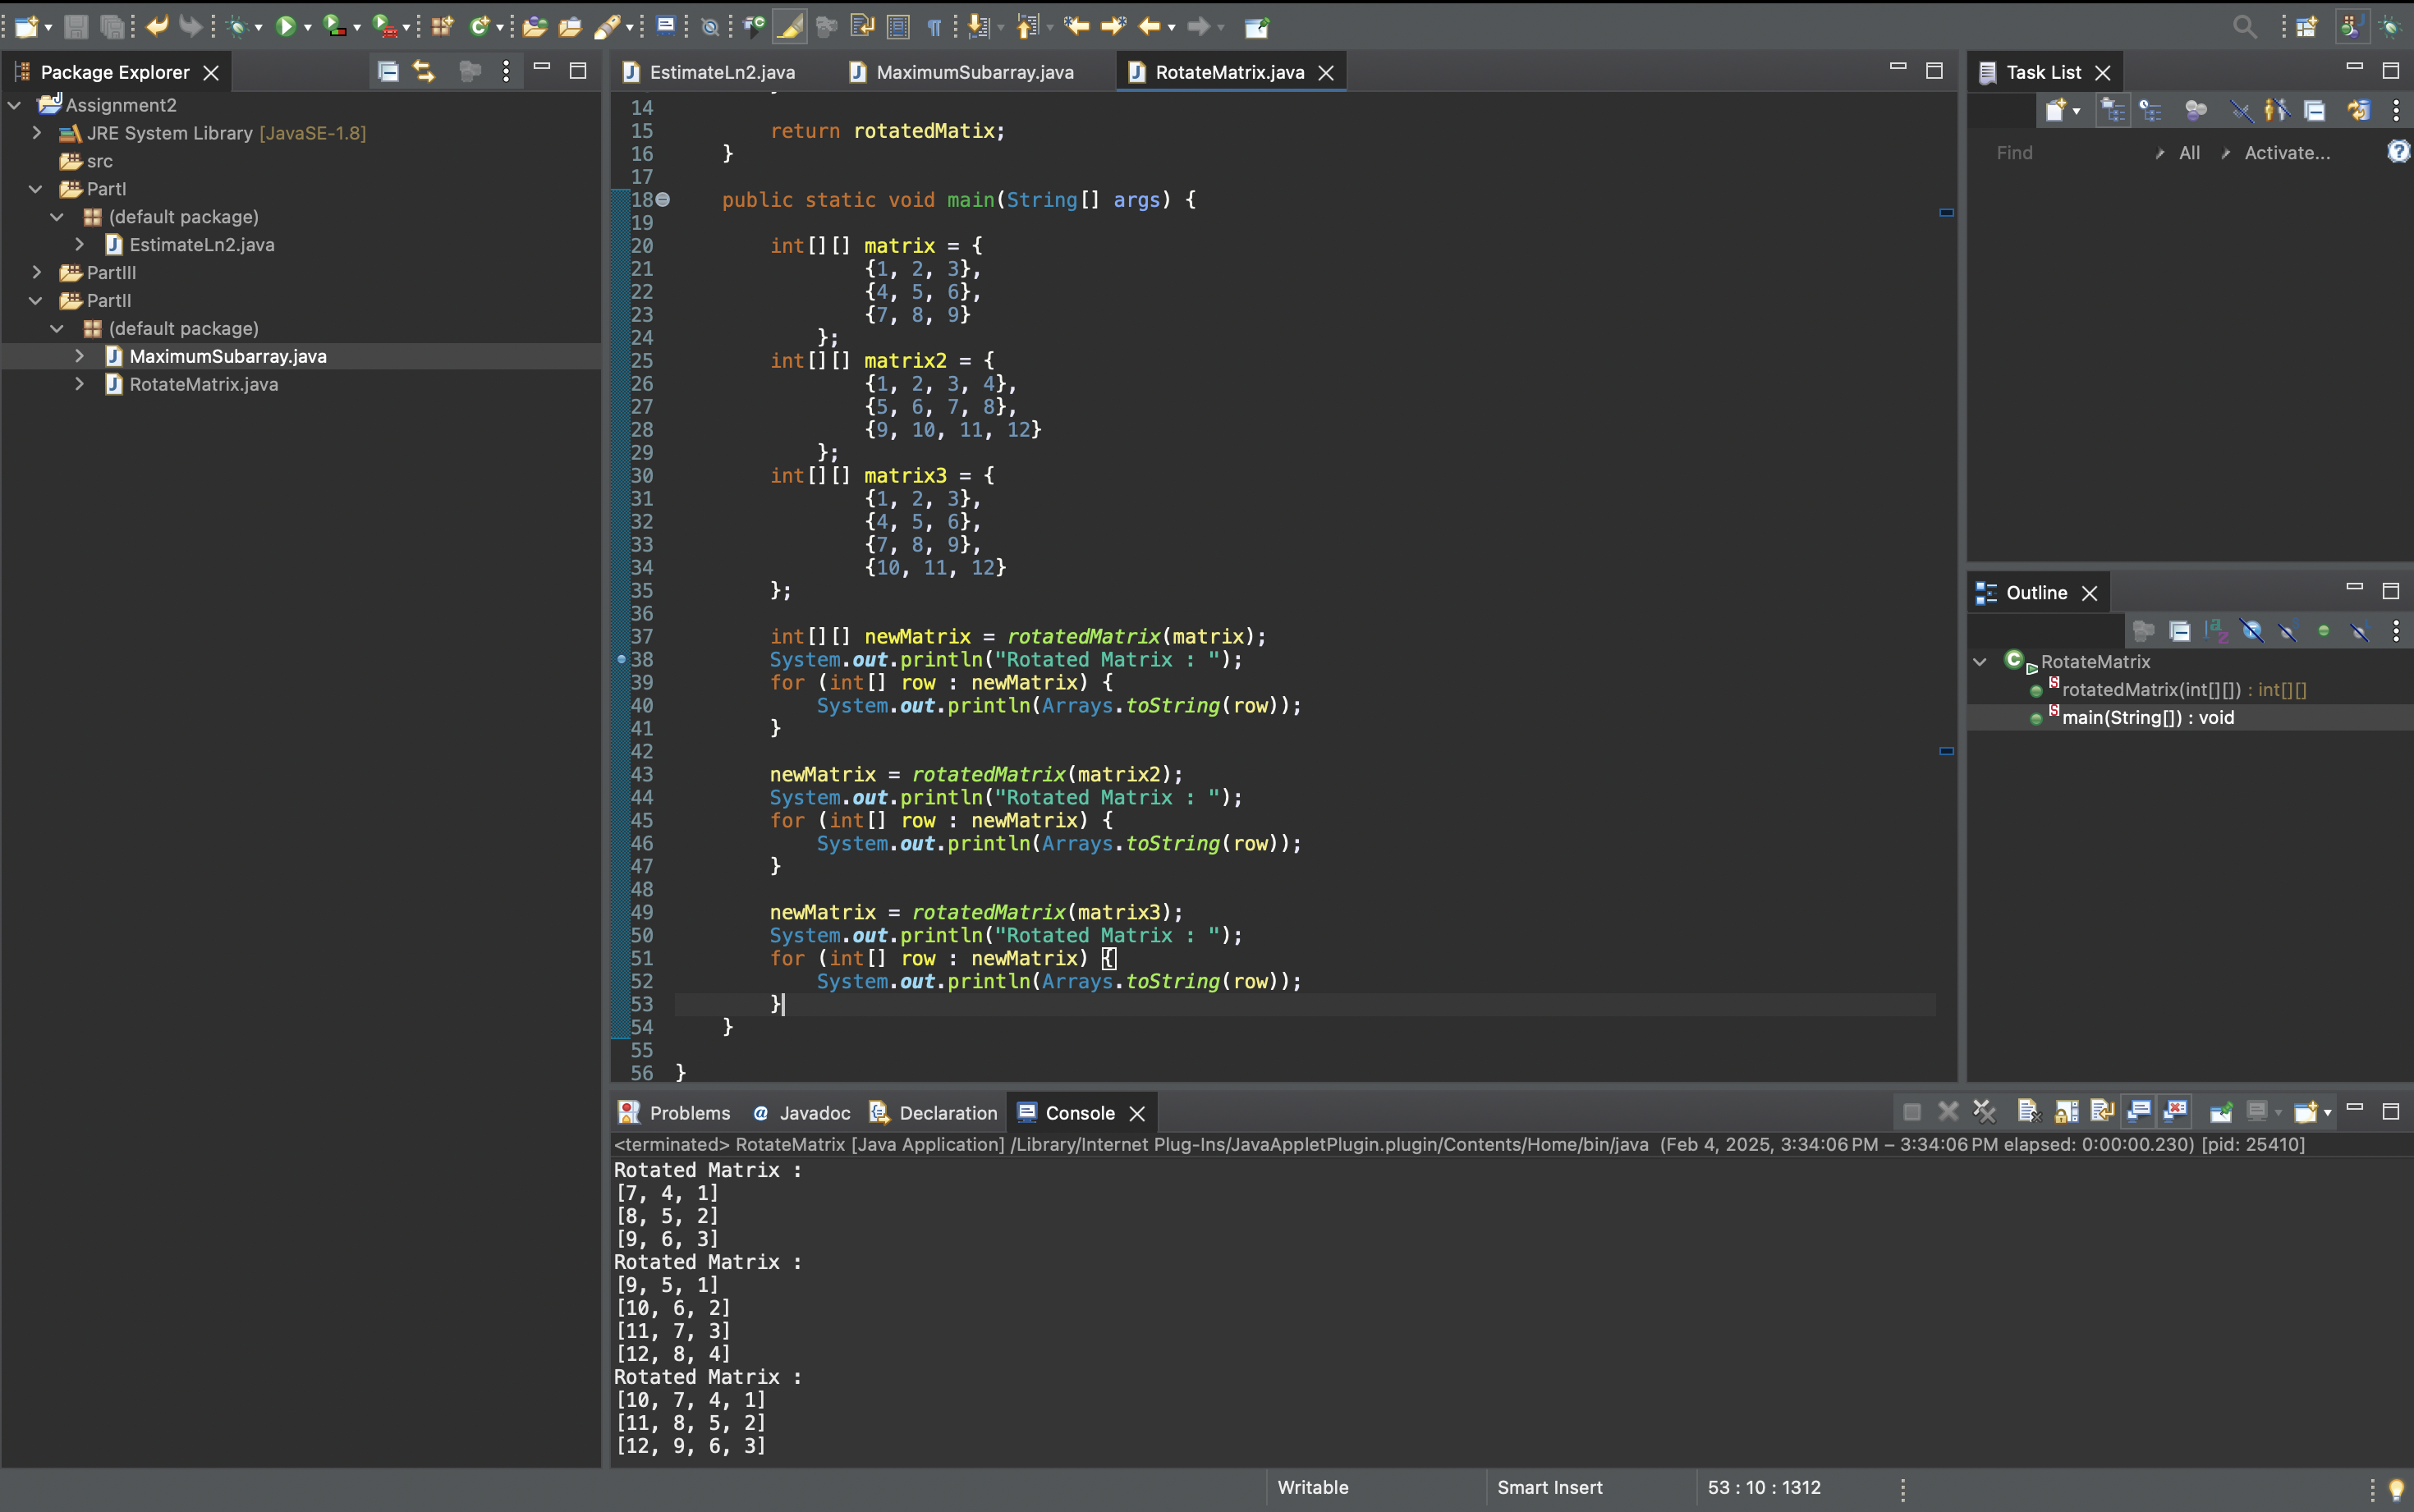 Package Explorer
Assignment2
JRE System Library [JavaSE-1.8]
src
PartI
(default package)
EstimateLn2.java
PartIII
PartII
(default package)
MaximumSubarray.java
RotateMatrix.java
EstimateLn2.java
MaximumSubarray.java
RotateMatrix.java
14
15 return rotatedMatix;
16 }
17
18 public static void main(String[] args) {
19
20 int[][] matrix = {
21 {1, 2, 3},
22 {4, 5, 6},
23 {7, 8, 9}
24 };
25 int[][] matrix2 = {
26 {1, 2, 3, 4},
27 {5, 6, 7, 8},
28 {9, 10, 11, 12}
29 };
30 int[][] matrix3 = {
31 {1, 2, 3},
32 {4, 5, 6},
33 {7, 8, 9},
34 {10, 11, 12}
35 };
36
37 int[][] newMatrix = rotatedMatrix(matrix);
38 System.out.println("Rotated Matrix : ");
39 for (int[] row : newMatrix) {
40 System.out.println(Arrays.toString(row));
41 }
42
43 newMatrix = rotatedMatrix(matrix2);
44 System.out.println("Rotated Matrix : ");
45 for (int[] row : newMatrix) {
46 System.out.println(Arrays.toString(row));
47 }
48
49 newMatrix = rotatedMatrix(matrix3);
50 System.out.println("Rotated Matrix : ");
51 for (int[] row : newMatrix) {
52 System.out.println(Arrays.toString(row));
53 }
54 }
55
56 }
Task List
Find All Activate...
Outline
RotateMatrix
rotatedMatrix(int[][]) : int[][]
main(String[]) : void
Problems Javadoc Declaration Console
<terminated> RotateMatrix [Java Application] /Library/Internet Plug-Ins/JavaAppletPlugin.plugin/Contents/Home/bin/java (Feb 4, 2025, 3:34:06 PM – 3:34:06 PM elapsed: 0:00:00.230) [pid: 25410]
Rotated Matrix :
[7, 4, 1]
[8, 5, 2]
[9, 6, 3]
Rotated Matrix :
[9, 5, 1]
[10, 6, 2]
[11, 7, 3]
[12, 8, 4]
Rotated Matrix :
[10, 7, 4, 1]
[11, 8, 5, 2]
[12, 9, 6, 3]
Writable Smart Insert 53 : 10 : 1312